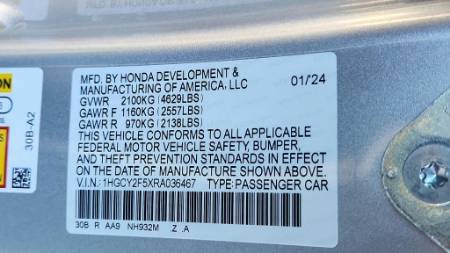 MFD. BY HONDA DEVELOPMENT & 01/24
MANUFACTURING OF AMERICA, LLC
GVWR 2100KG (4629LBS)
GAWR F 1160KG (2557LBS)
GAWR R 970KG (2138LBS)
THIS VEHICLE CONFORMS TO ALL APPLICABLE
FEDERAL MOTOR VEHICLE SAFETY, BUMPER,
AND THEFT PREVENTION STANDARDS IN EFFECT
ON THE DATE OF MANUFACTURE SHOWN ABOVE.
V.I.N.: 1HGCY2F5XRA036467 TYPE: PASSENGER CAR
30B R AA9 NH932M .Z .A
30B-A2